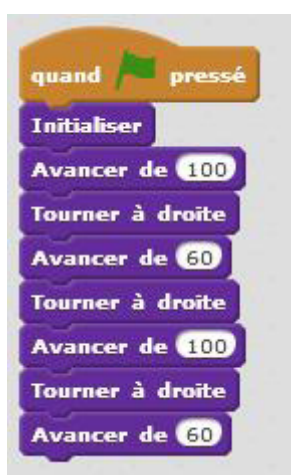 quand pressé
Initialiser
Avancer de 100
Tourner à droite
Avancer de 60
Tourner à droite
Avancer de 100
Tourner à droite
Avancer de 60